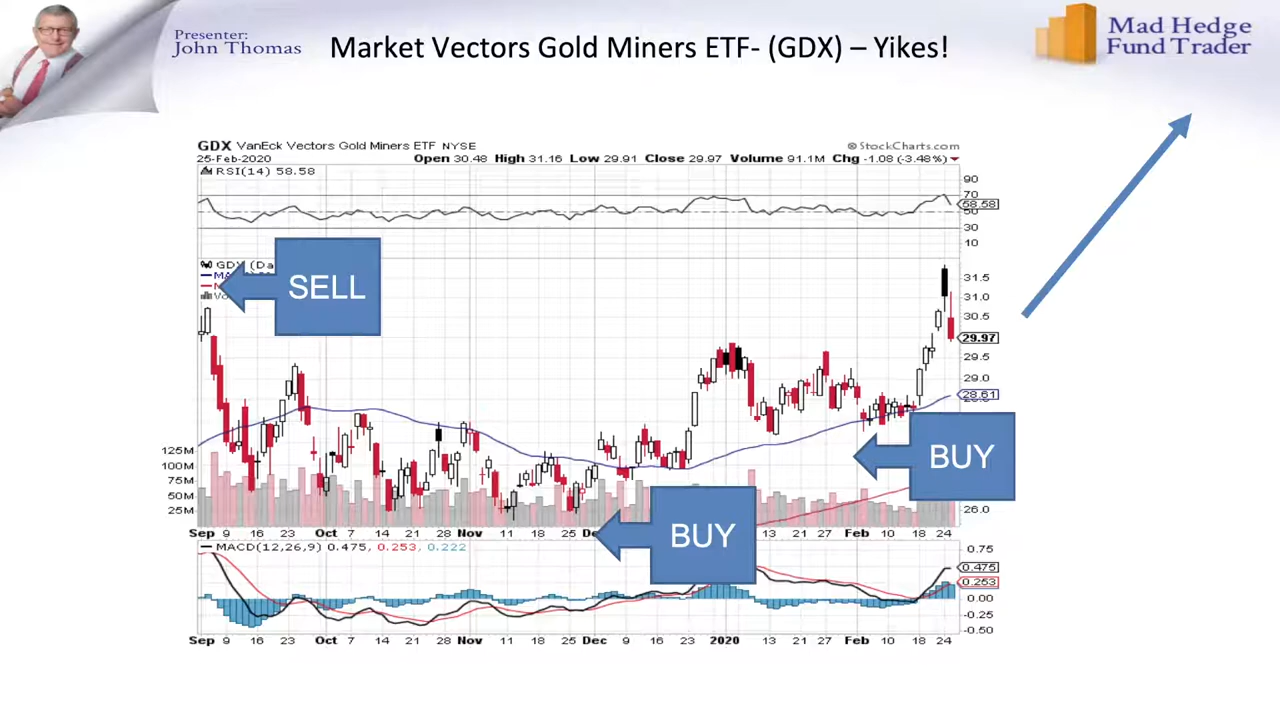 Presenter:
John Thomas
Market Vectors Gold Miners ETF- (GDX) – Yikes!
Mad Hedge
Fund Trader
GDX VanEck Vectors Gold Miners ETF NYSE
© StockCharts.com
25-Feb-2020
Open 30.48 High 31.16 Low 29.91 Close 29.97 Volume 91.1M Chg -1.08 (-3.48%)
RSI(14) 58.58
90
70
58.58
50
30
10
GDX (Da
SELL
31.5
31.0
30.5
29.97
29.5
29.0
28.61
BUY
125M
100M
75M
50M
25M
26.0
BUY
Sep 9 16 23 Oct 7 14 21 28 Nov 11 18 25 De 2020 13 21 27 Feb 10 18 24
MACD(12,26,9) 0.475, 0.253, 0.222
0.75
0.475
0.253
0.00
-0.25
-0.50
Sep 9 16 23 Oct 7 14 21 28 Nov 11 18 25 Dec 9 16 23 2020 13 21 27 Feb 10 18 24